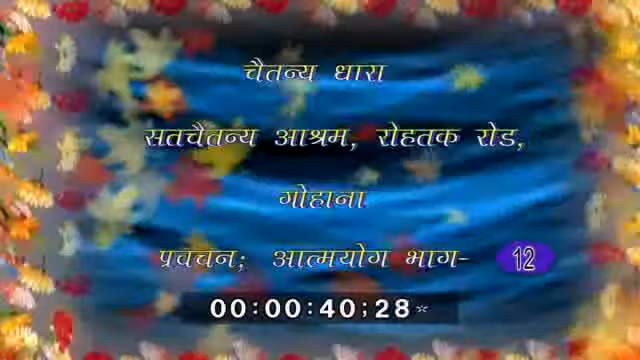 चैतन्य धारा
सतचैतन्य आश्रम, रोहतक रोड,
गोहाना
प्रवचन; आत्मयोग भाग- 12
00:00:40;28*